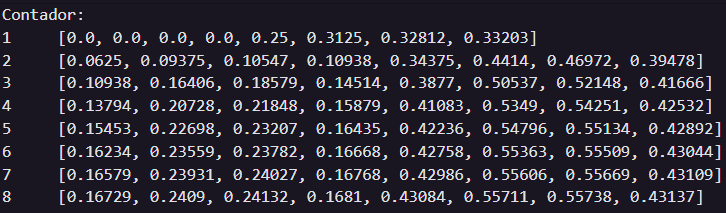 Contador:
1 [0.0, 0.0, 0.0, 0.0, 0.25, 0.3125, 0.32812, 0.33203]
2 [0.0625, 0.09375, 0.10547, 0.10938, 0.34375, 0.4414, 0.46972, 0.39478]
3 [0.10938, 0.16406, 0.18579, 0.14514, 0.3877, 0.50537, 0.52148, 0.41666]
4 [0.13794, 0.20728, 0.21848, 0.15879, 0.41083, 0.5349, 0.54251, 0.42532]
5 [0.15453, 0.22698, 0.23207, 0.16435, 0.42236, 0.54796, 0.55134, 0.42892]
6 [0.16234, 0.23559, 0.23782, 0.16668, 0.42758, 0.55363, 0.55509, 0.43044]
7 [0.16579, 0.23931, 0.24027, 0.16768, 0.42986, 0.55606, 0.55669, 0.43109]
8 [0.16729, 0.2409, 0.24132, 0.1681, 0.43084, 0.55711, 0.55738, 0.43137]